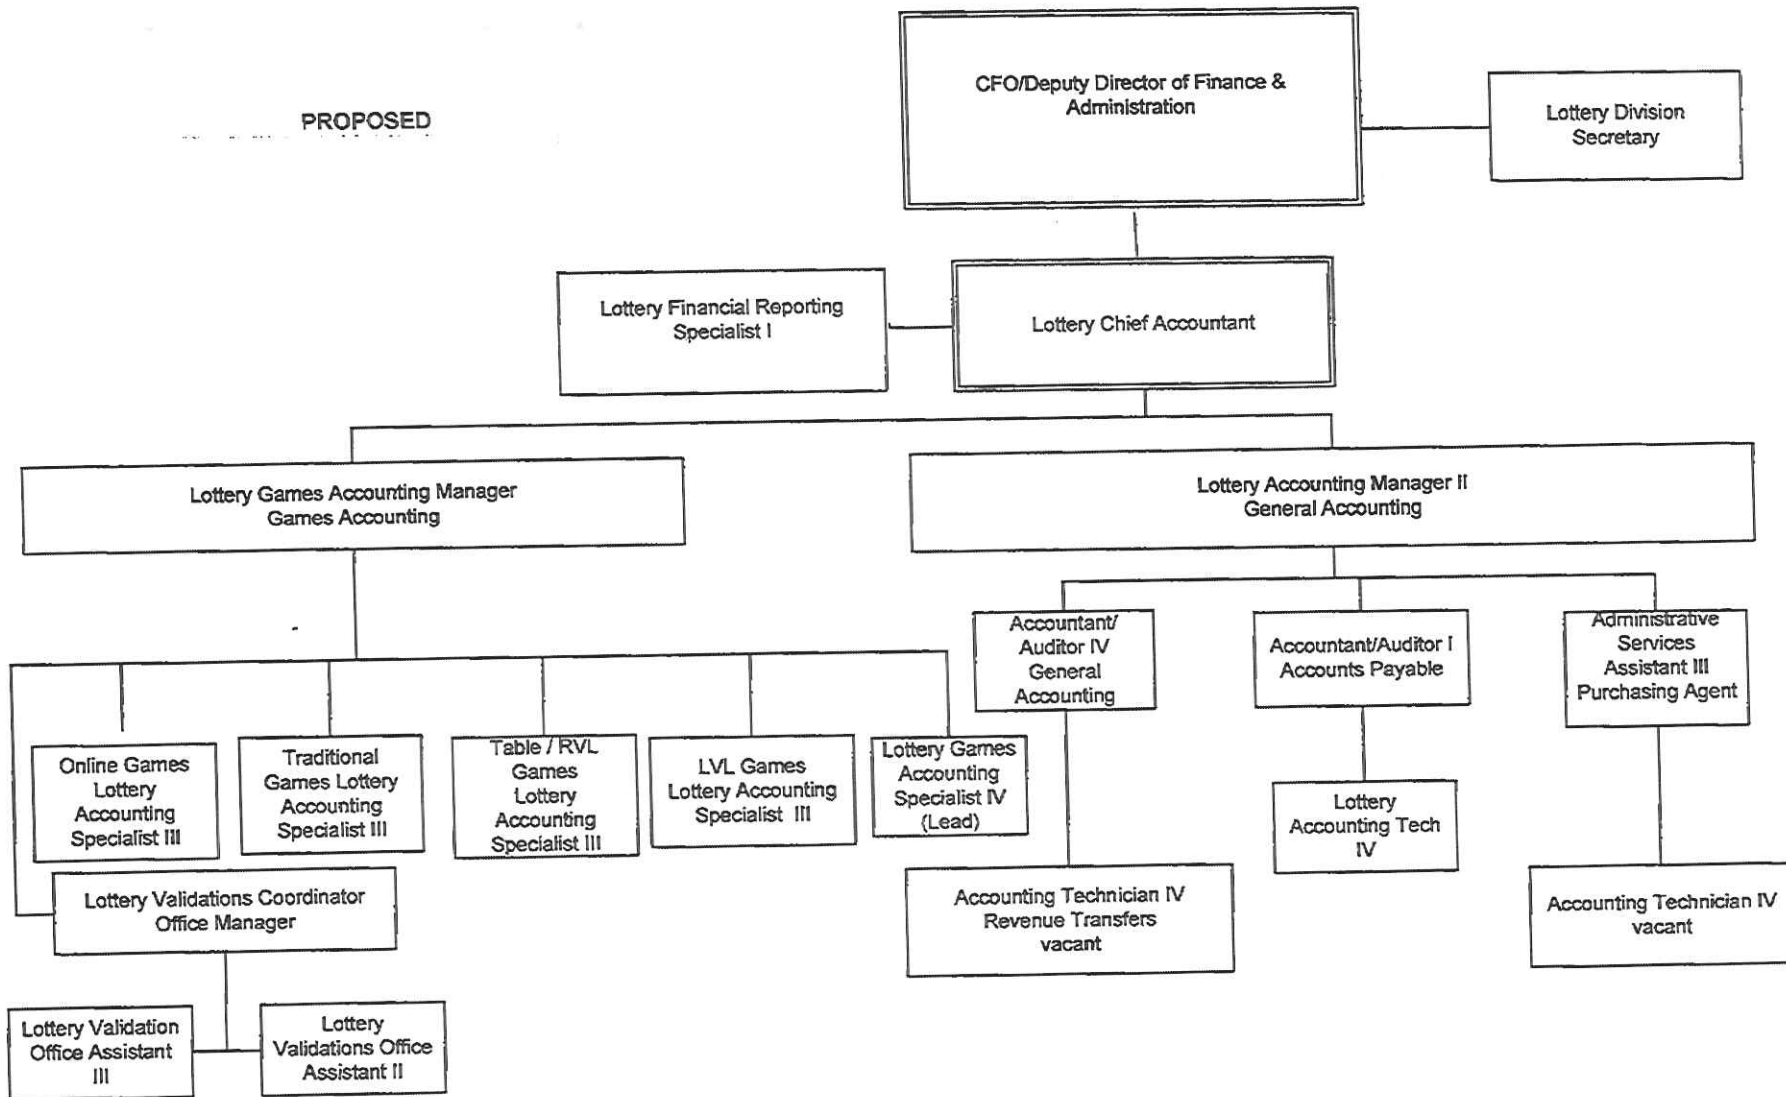 PROPOSED
CFO/Deputy Director of Finance &
Administration
Lottery Division
Secretary
Lottery Financial Reporting
Specialist I
Lottery Chief Accountant
Lottery Games Accounting Manager
Games Accounting
Lottery Accounting Manager II
General Accounting
Accountant/
Auditor IV
General
Accounting
Accountant/Auditor I
Accounts Payable
Administrative
Services
Assistant III
Purchasing Agent
Online Games
Lottery
Accounting
Specialist III
Traditional
Games Lottery
Accounting
Specialist III
Table / RVL
Games
Lottery
Accounting
Specialist III
LVL Games
Lottery Accounting
Specialist III
Lottery Games
Accounting
Specialist IV
(Lead)
Lottery
Accounting Tech
IV
Lottery Validations Coordinator
Office Manager
Accounting Technician IV
Revenue Transfers
vacant
Accounting Technician IV
vacant
Lottery Validation
Office Assistant
III
Lottery
Validations Office
Assistant II